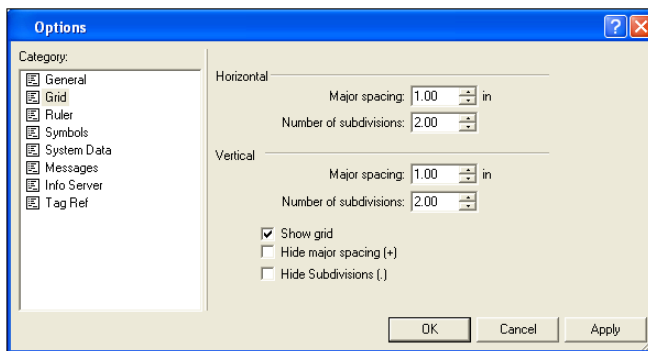 Options
Category:
General
Grid
Ruler
Symbols
System Data
Messages
Info Server
Tag Ref
Horizontal
Major spacing: 1.00 in
Number of subdivisions: 2.00
Vertical
Major spacing: 1.00 in
Number of subdivisions: 2.00
Show grid
Hide major spacing (+)
Hide Subdivisions (.)
OK Cancel Apply